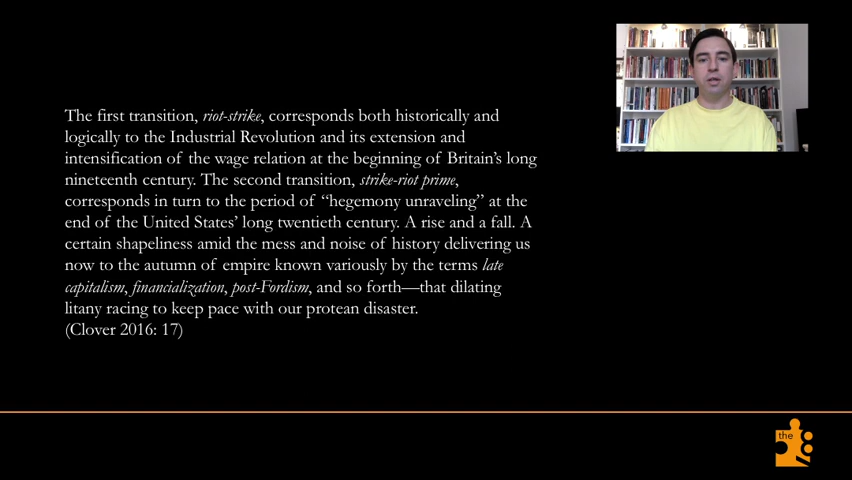 The first transition, riot-strike, corresponds both historically and
logically to the Industrial Revolution and its extension and
intensification of the wage relation at the beginning of Britain’s long
nineteenth century. The second transition, strike-riot prime,
corresponds in turn to the period of “hegemony unraveling” at the
end of the United States’ long twentieth century. A rise and a fall. A
certain shapeliness amid the mess and noise of history delivering us
now to the autumn of empire known variously by the terms late
capitalism, financialization, post-Fordism, and so forth—that dilating
litany racing to keep pace with our protean disaster.
(Clover 2016: 17)
the